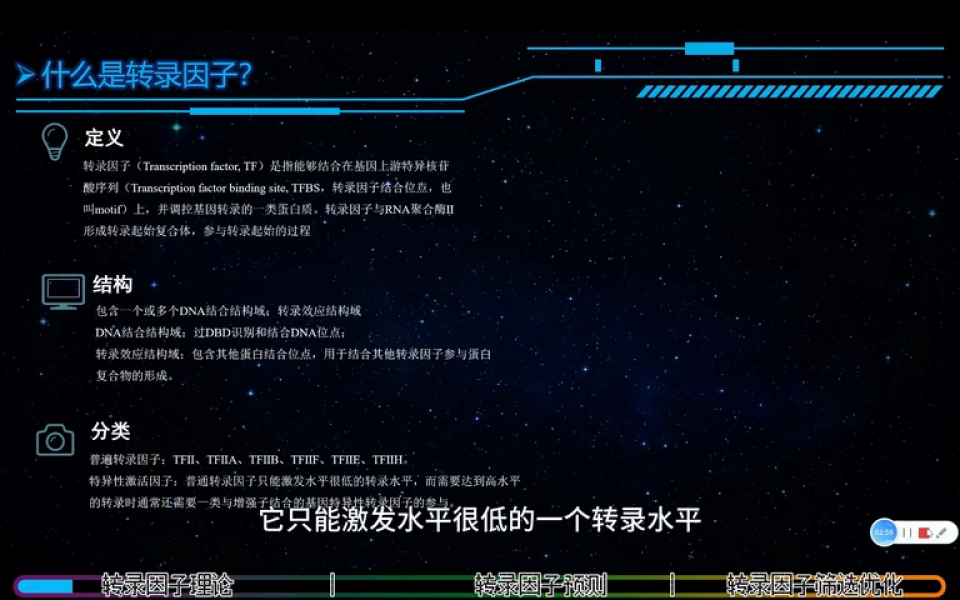 什么是转录因子？
定义
转录因子（Transcription factor, TF）是指能够结合在基因上游特异核苷
酸序列（Transcription factor binding site, TFBS，转录因子结合位点，也
叫motif）上，并调控基因转录的一类蛋白质。转录因子与RNA聚合酶II
形成转录起始复合体，参与转录起始的过程
结构
包含一个或多个DNA结合结构域；转录效应结构域
DNA结合结构域：过DBD识别和结合DNA位点；
转录效应结构域：包含其他蛋白结合位点，用于结合其他转录因子参与蛋白
复合物的形成。
分类
普遍转录因子：TFII、TFIIA、TFIIB、TFIIF、TFIIE、TFIIH。
特异性激活因子：普通转录因子只能激发水平很低的转录水平，而需要达到高水平
的转录时通常还需要一类与增强子结合的基因特异性转录因子的参与。
它只能激发水平很低的一个转录水平
02:56
转录因子理论 | 转录因子预测 | 转录因子筛选优化